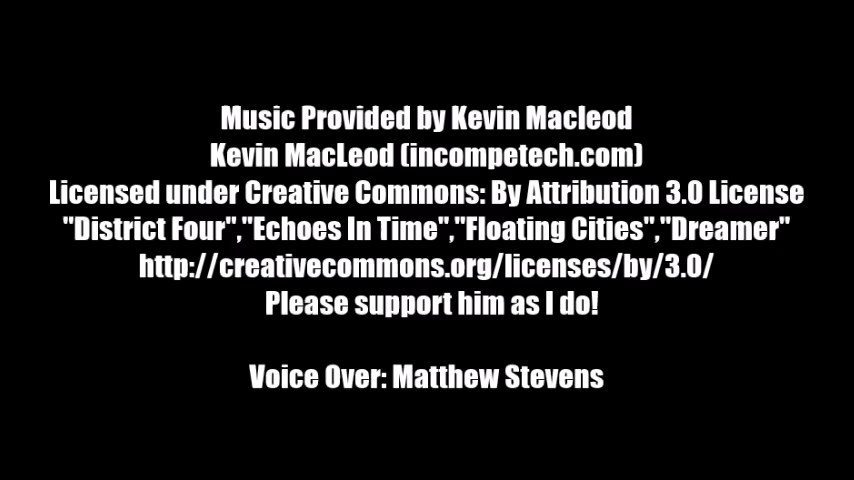 Music Provided by Kevin Macleod
Kevin MacLeod (incompetech.com)
Licensed under Creative Commons: By Attribution 3.0 License
"District Four","Echoes In Time","Floating Cities","Dreamer"
http://creativecommons.org/licenses/by/3.0/
Please support him as I do!
Voice Over: Matthew Stevens